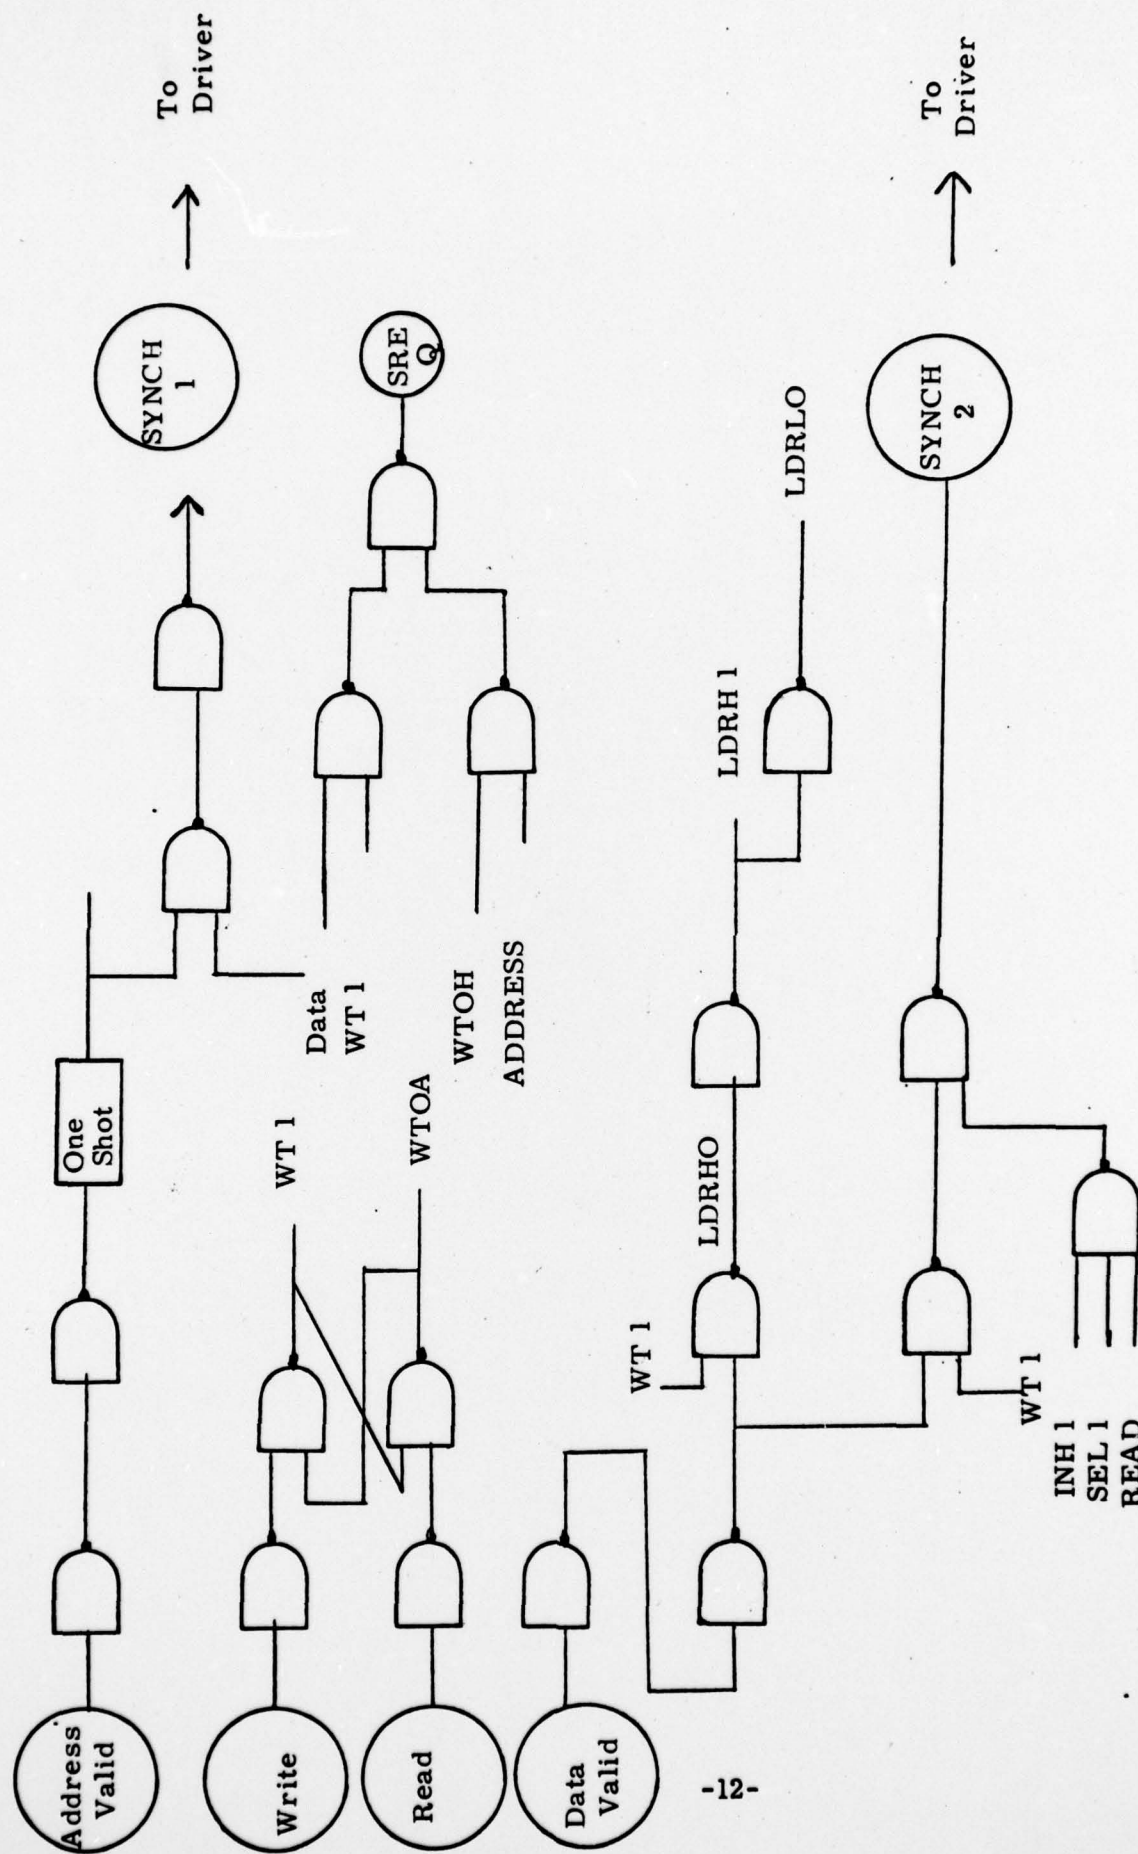 Address
Valid
One
Shot
SYNCH
1
To
Driver
Write
WT 1
Data
WT 1
SRE
Q
Read
WTOA
WTOH
ADDRESS
Data
Valid
WT 1
LDRHO
LDRH 1
LDRLO
WT 1
INH 1
SEL 1
READ
SYNCH
2
To
Driver
-12-